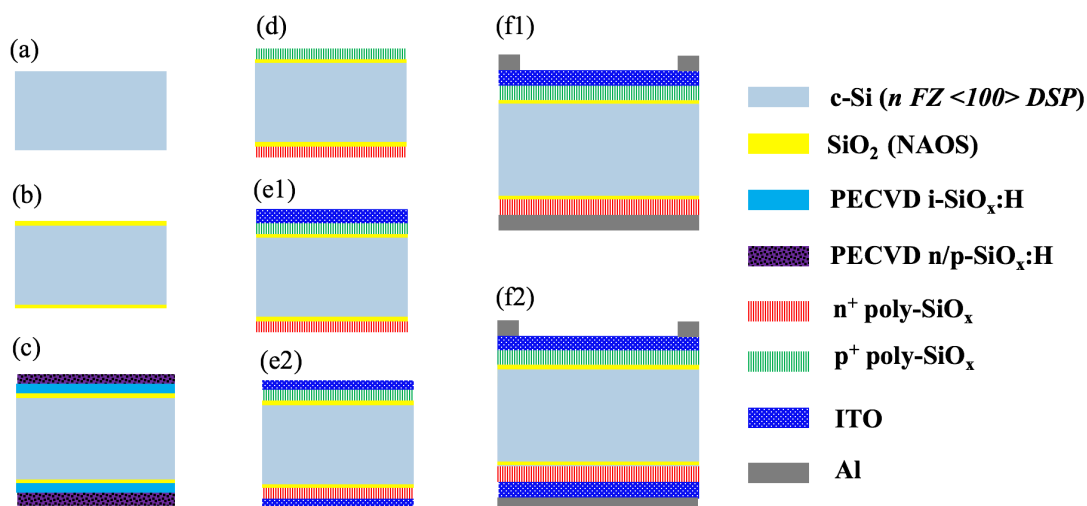 (a)
(b)
(c)
(d)
(e1)
(e2)
(f1)
(f2)
c-Si (n FZ <100> DSP)
SiO₂ (NAOS)
PECVD i-SiOₓ:H
PECVD n/p-SiOₓ:H
n⁺ poly-SiOₓ
p⁺ poly-SiOₓ
ITO
Al